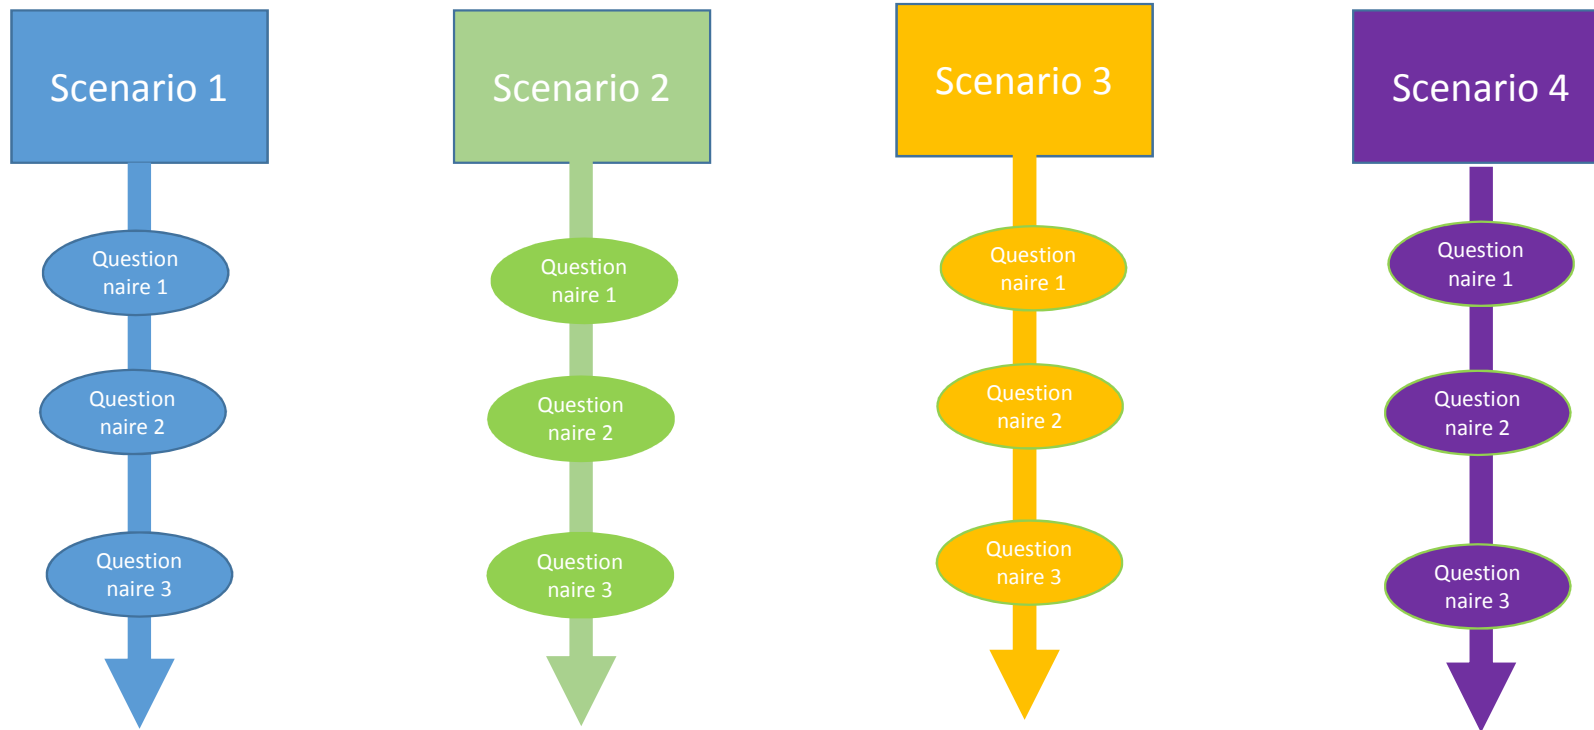 Scenario 1
Question
naire 1
Question
naire 2
Question
naire 3
Scenario 2
Question
naire 1
Question
naire 2
Question
naire 3
Scenario 3
Question
naire 1
Question
naire 2
Question
naire 3
Scenario 4
Question
naire 1
Question
naire 2
Question
naire 3